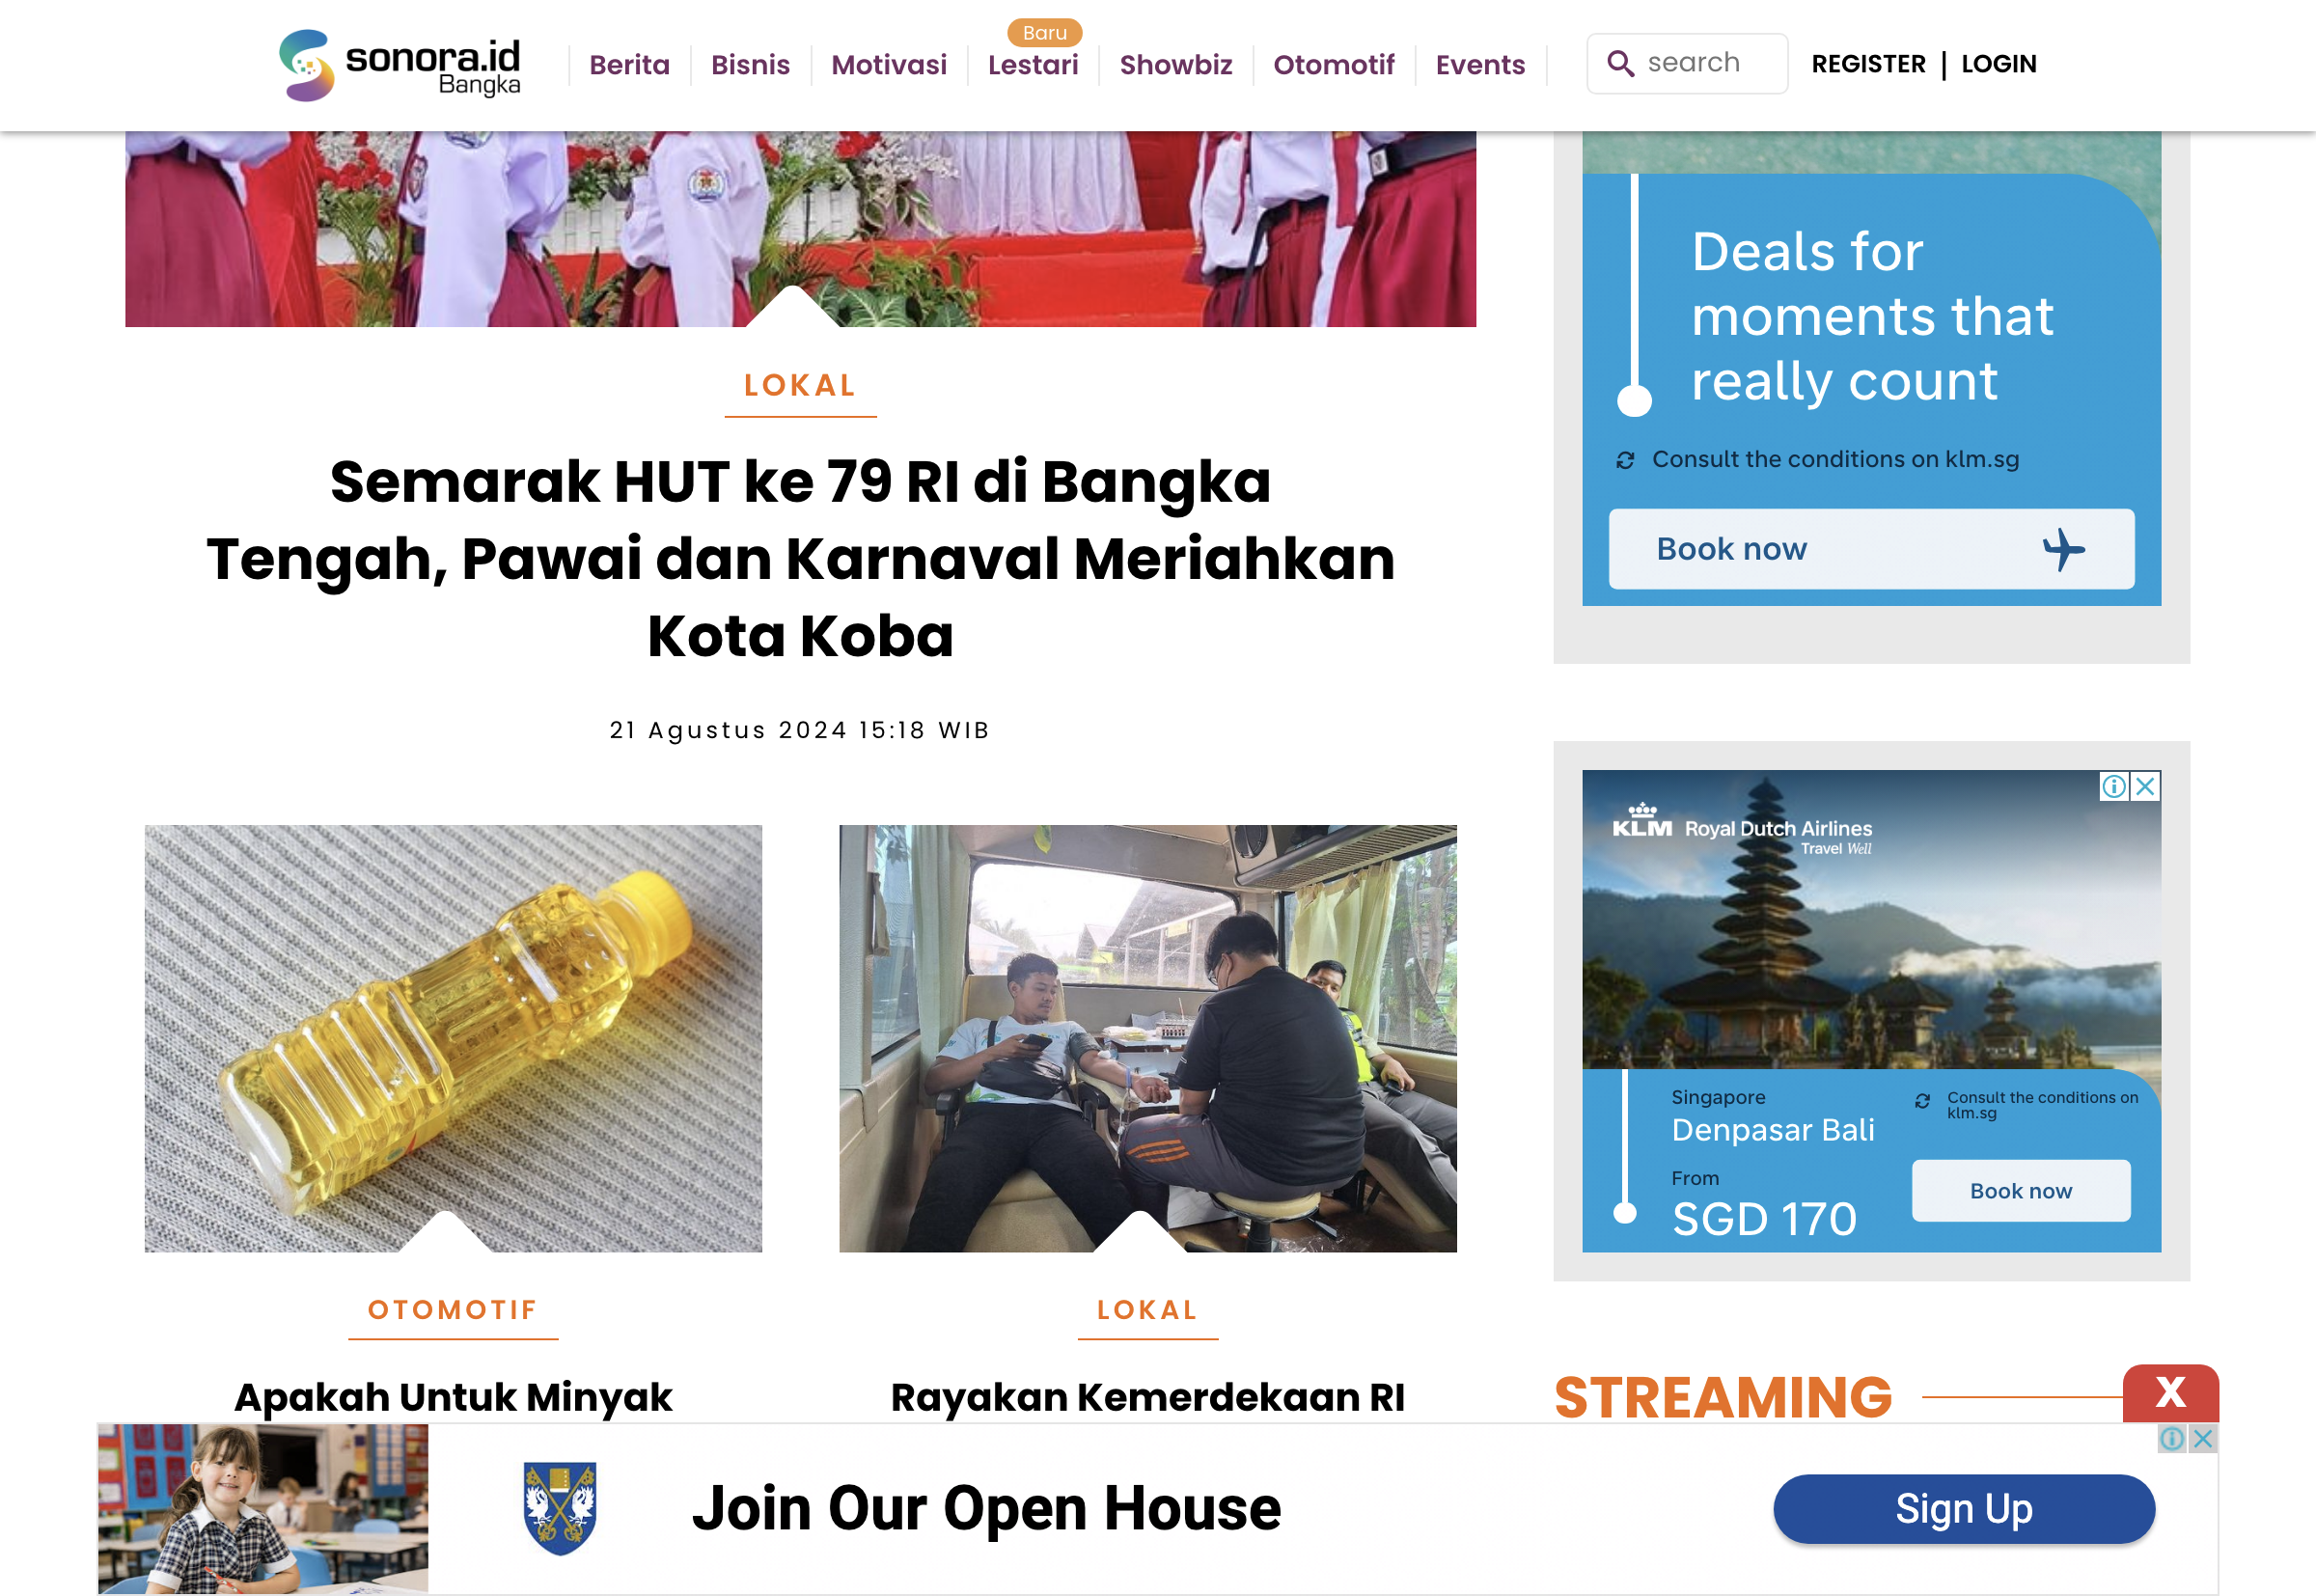 sonora.id
Bangka
Berita
Bisnis
Motivasi
Baru
Lestari
Showbiz
Otomotif
Events
search
REGISTER | LOGIN
LOKAL
Semarak HUT ke 79 RI di Bangka
Tengah, Pawai dan Karnaval Meriahkan
Kota Koba
21 Agustus 2024 15:18 WIB
OTOMOTIF
Apakah Untuk Minyak
LOKAL
Rayakan Kemerdekaan RI
Deals for
moments that
really count
Consult the conditions on klm.sg
Book now
KLM Royal Dutch Airlines
Travel Well
Singapore
Denpasar Bali
From
SGD 170
Consult the conditions on
klm.sg
Book now
STREAMING
X
Join Our Open House
Sign Up